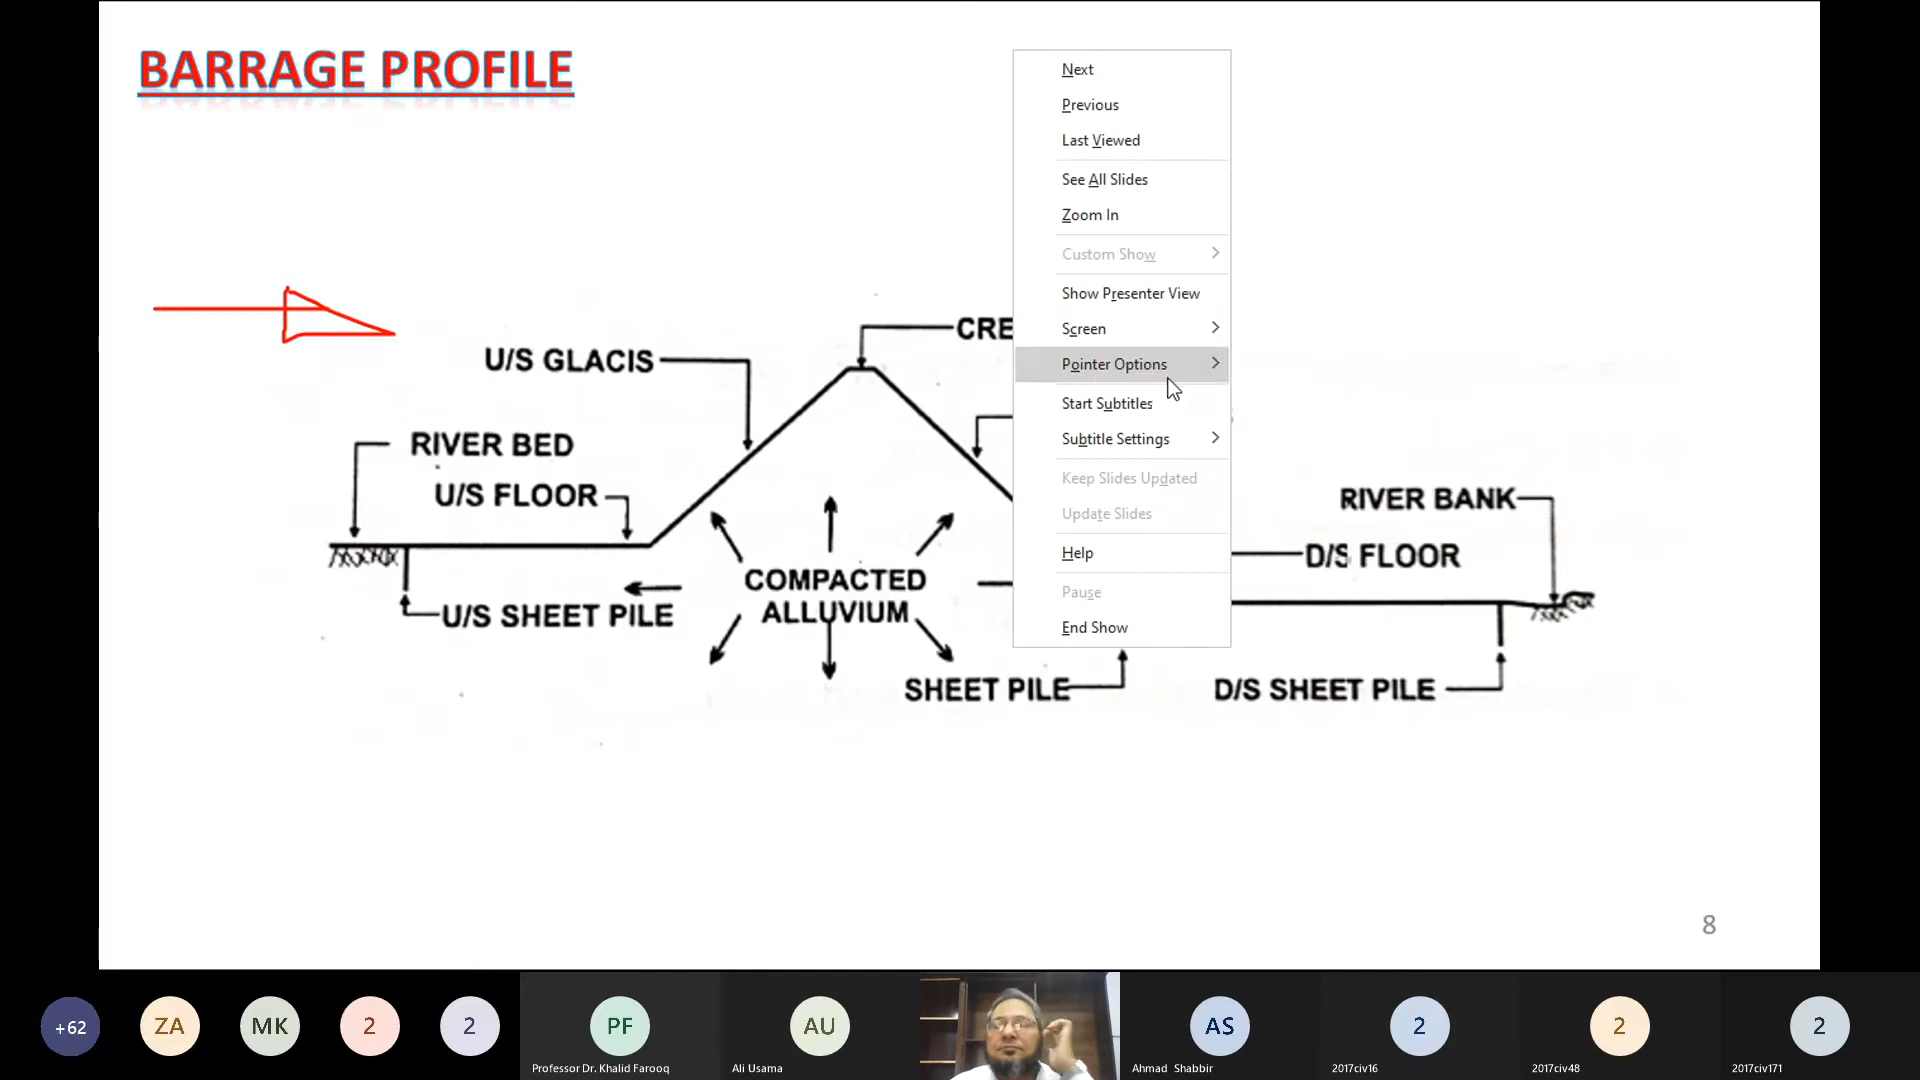 BARRAGE PROFILE
Next
Previous
Last Viewed
See All Slides
Zoom In
Custom Show
Show Presenter View
Screen
Pointer Options
Start Subtitles
Subtitle Settings
Keep Slides Updated
Update Slides
Help
Pause
End Show
CRE
U/S GLACIS
RIVER BED
U/S FLOOR
RIVER BANK
D/S FLOOR
COMPACTED
ALLUVIUM
U/S SHEET PILE
SHEET PILE
D/S SHEET PILE
8
+62
ZA
MK
2
2
PF
Professor Dr. Khalid Farooq
AU
Ali Usama
AS
Ahmad Shabbir
2
2017civ16
2
2017civ48
2
2017civ171